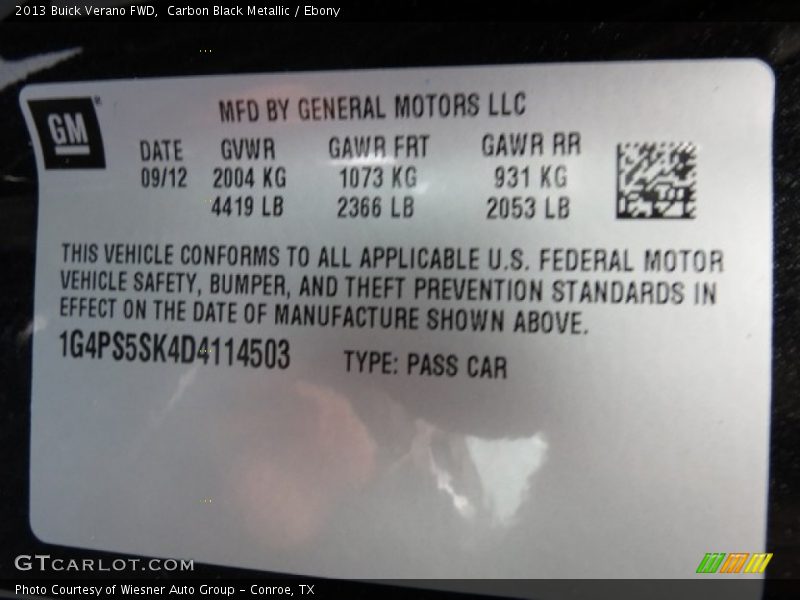 2013 Buick Verano FWD,  Carbon Black Metallic / Ebony
GM®
MFD BY GENERAL MOTORS LLC
DATE GVWR GAWR FRT GAWR RR
09/12 2004 KG 1073 KG 931 KG
4419 LB 2366 LB 2053 LB
THIS VEHICLE CONFORMS TO ALL APPLICABLE U.S. FEDERAL MOTOR
VEHICLE SAFETY, BUMPER, AND THEFT PREVENTION STANDARDS IN
EFFECT ON THE DATE OF MANUFACTURE SHOWN ABOVE.
1G4PS5SK4D4114503 TYPE: PASS CAR
GTCARLOT.COM
Photo Courtesy of Wiesner Auto Group – Conroe, TX